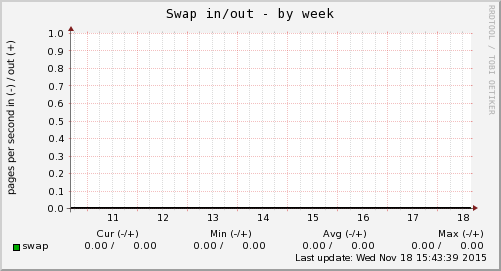 Swap in/out - by week
RRDTOOL / TOBI OETIKER
pages per second in (-) / out (+)
1.0
0.9
0.8
0.7
0.6
0.5
0.4
0.3
0.2
0.1
0.0
11 12 13 14 15 16 17 18
Cur (-/+) Min (-/+) Avg (-/+) Max (-/+)
swap 0.00 / 0.00 0.00 / 0.00 0.00 / 0.00 0.00 / 0.00
Last update: Wed Nov 18 15:43:39 2015